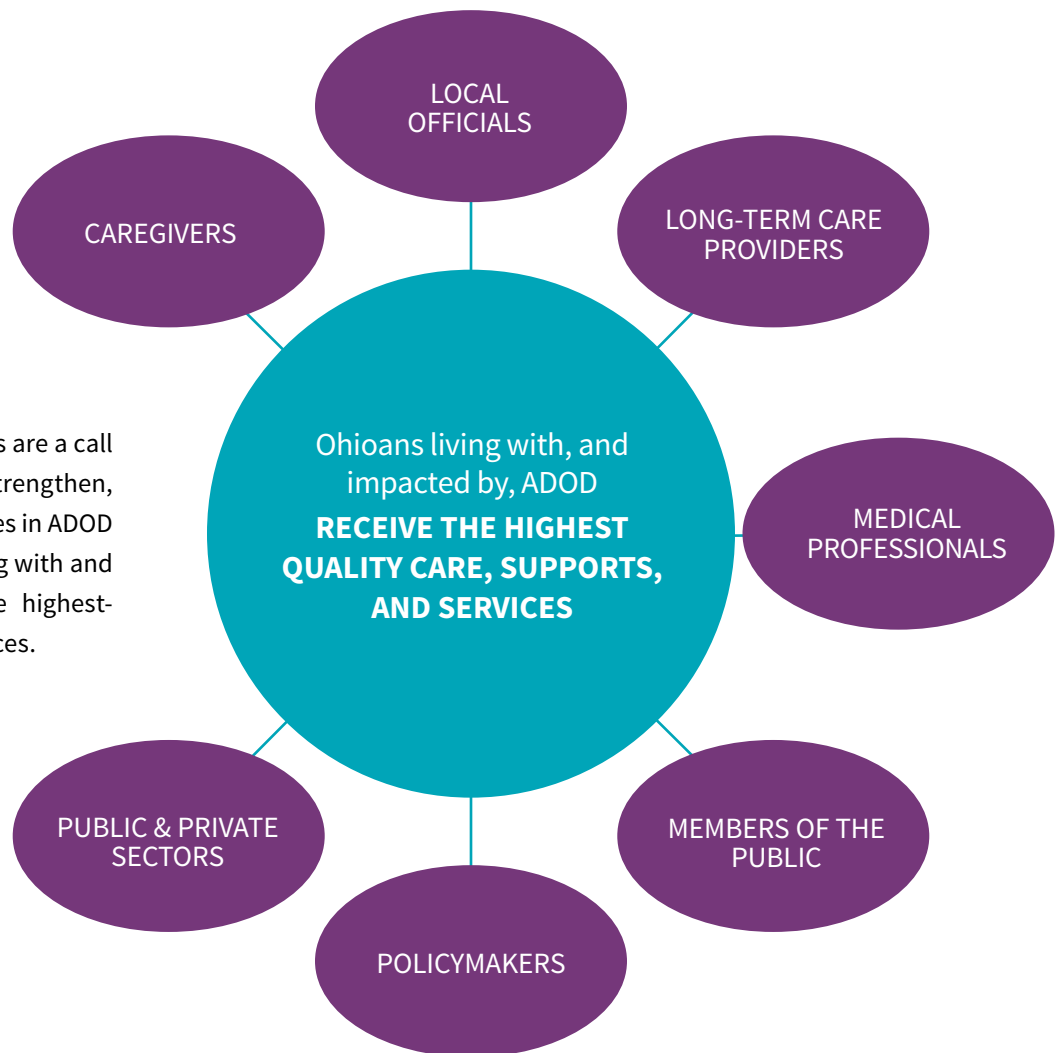 LOCAL
OFFICIALS
CAREGIVERS
LONG-TERM CARE
PROVIDERS
s are a call
trengthen,
es in ADOD
g with and
e highest-
ces.
Ohioans living with, and
impacted by, ADOD
RECEIVE THE HIGHEST
QUALITY CARE, SUPPORTS,
AND SERVICES
MEDICAL
PROFESSIONALS
PUBLIC & PRIVATE
SECTORS
MEMBERS OF THE
PUBLIC
POLICYMAKERS